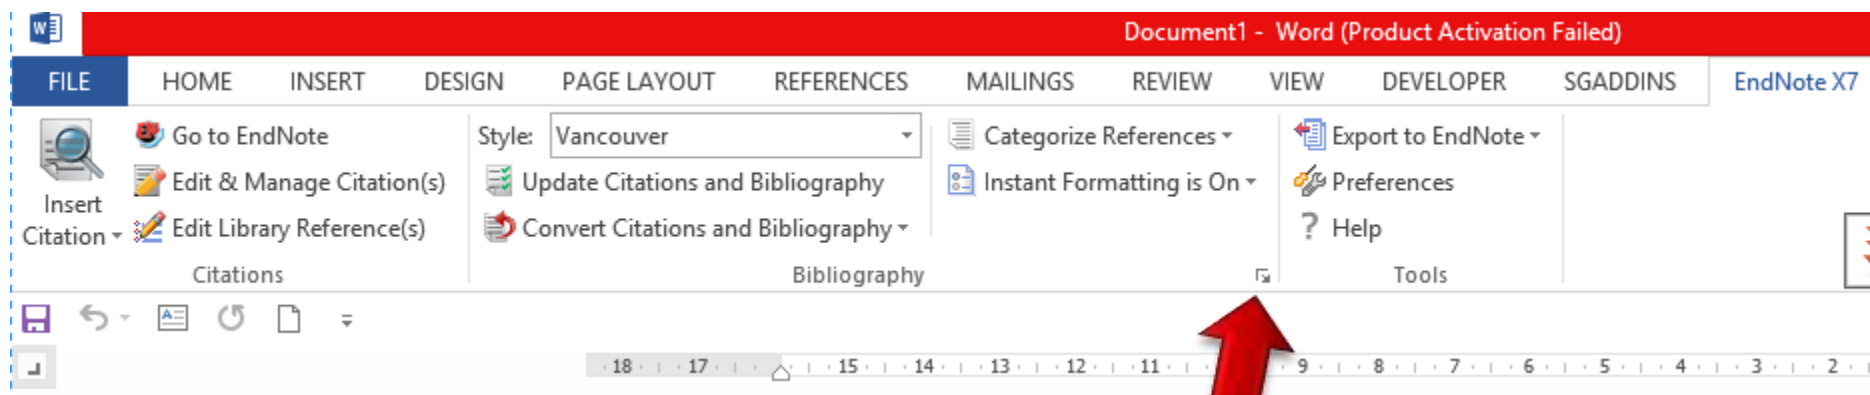 Document1 - Word (Product Activation Failed)
FILE HOME INSERT DESIGN PAGE LAYOUT REFERENCES MAILINGS REVIEW VIEW DEVELOPER SGADDINS EndNote X7
Go to EndNote Style: Vancouver Categorize References Export to EndNote
Edit & Manage Citation(s) Update Citations and Bibliography Instant Formatting is On Preferences
Insert
Citation Edit Library Reference(s) Convert Citations and Bibliography ? Help
Citations Bibliography Tools
18 17 15 14 13 12 11 9 8 7 6 5 4 3 2